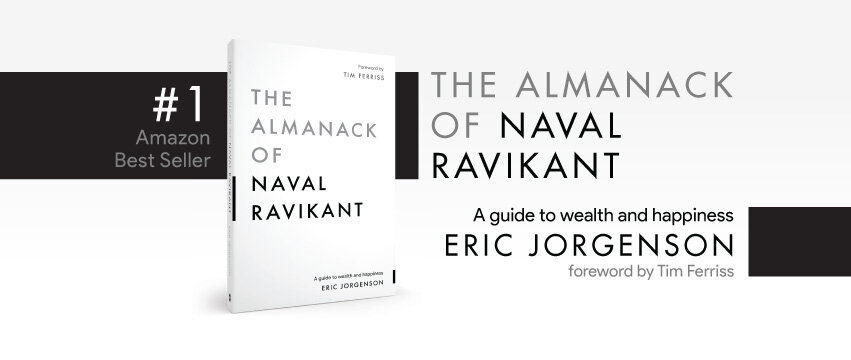 # 1
Amazon
Best Seller
Foreword by
TIM FERRISS
THE
ALMANACK
OF
NAVAL
RAVIKANT
A guide to wealth and happiness
ERIC JORGENSON
THE ALMANACK
OF NAVAL
RAVIKANT
A guide to wealth and happiness
ERIC JORGENSON
foreword by Tim Ferriss